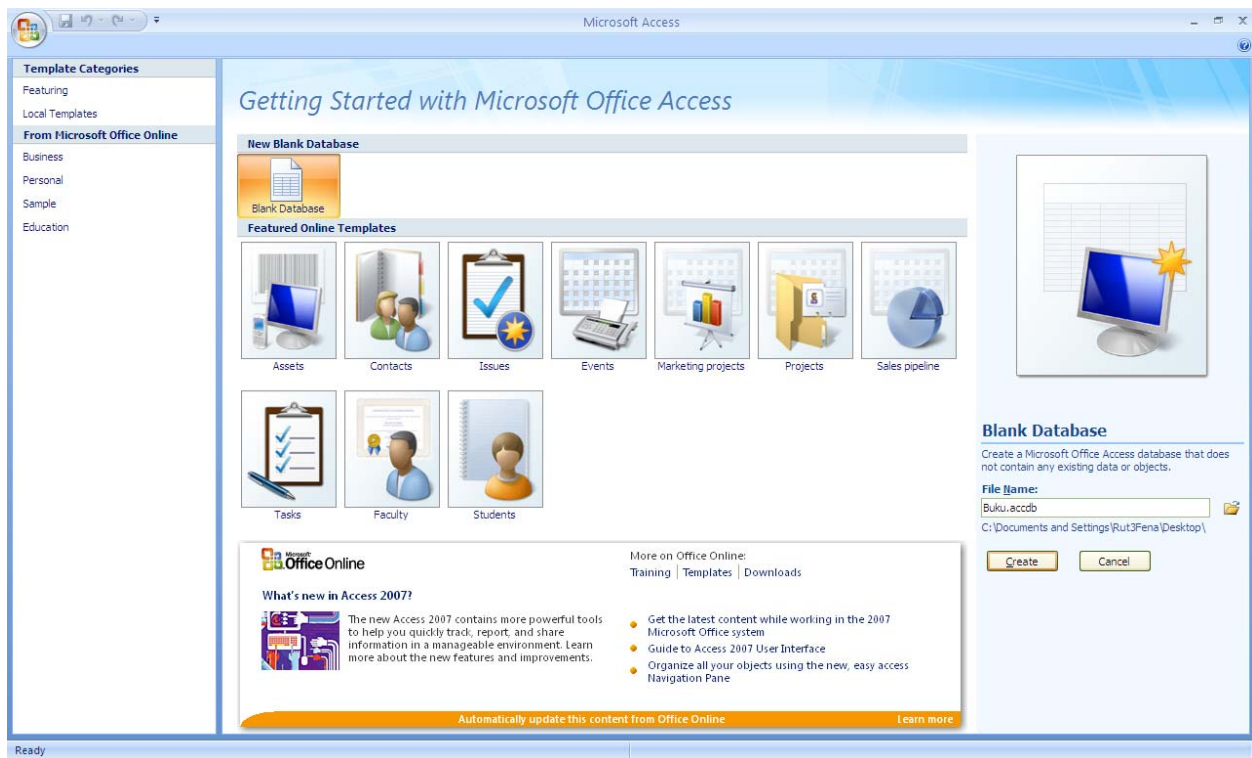 Microsoft Access
Template Categories
Featuring
Local Templates
From Microsoft Office Online
Business
Personal
Sample
Education
Getting Started with Microsoft Office Access
New Blank Database
Blank Database
Featured Online Templates
Assets
Contacts
Issues
Events
Marketing projects
Projects
Sales pipeline
Tasks
Faculty
Students
Microsoft
Office Online
What's new in Access 2007?
The new Access 2007 contains more powerful tools
to help you quickly track, report, and share
information in a manageable environment. Learn
more about the new features and improvements.
More on Office Online:
Training | Templates | Downloads
Get the latest content while working in the 2007
Microsoft Office system
Guide to Access 2007 User Interface
Organize all your objects using the new, easy access
Navigation Pane
Automatically update this content from Office Online
Learn more
Blank Database
Create a Microsoft Office Access database that does
not contain any existing data or objects.
File Name:
Buku.accdb
C:\Documents and Settings\Rut3Fena\Desktop\
Create
Cancel
Ready